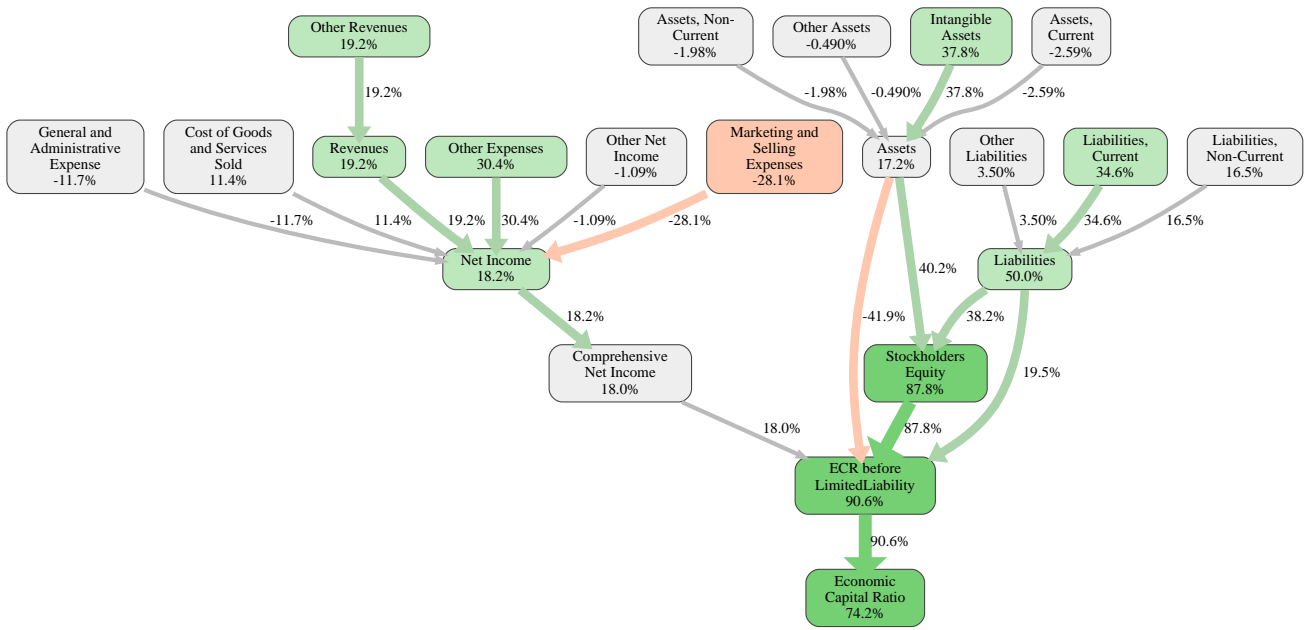 Other Revenues
19.2%
Assets, Non-
Current
-1.98%
Other Assets
-0.490%
Intangible
Assets
37.8%
Assets,
Current
-2.59%
19.2%
-1.98%
-0.490%
37.8%
-2.59%
General and
Administrative
Expense
-11.7%
Cost of Goods
and Services
Sold
11.4%
Revenues
19.2%
Other Expenses
30.4%
Other Net
Income
-1.09%
Marketing and
Selling
Expenses
-28.1%
Assets
17.2%
Other
Liabilities
3.50%
Liabilities,
Current
34.6%
Liabilities,
Non-Current
16.5%
-11.7%
11.4%
19.2%
30.4%
-1.09%
-28.1%
3.50%
34.6%
16.5%
Net Income
18.2%
40.2%
Liabilities
50.0%
18.2%
-41.9%
38.2%
Comprehensive
Net Income
18.0%
Stockholders
Equity
87.8%
19.5%
18.0%
87.8%
ECR before
LimitedLiability
90.6%
90.6%
Economic
Capital Ratio
74.2%